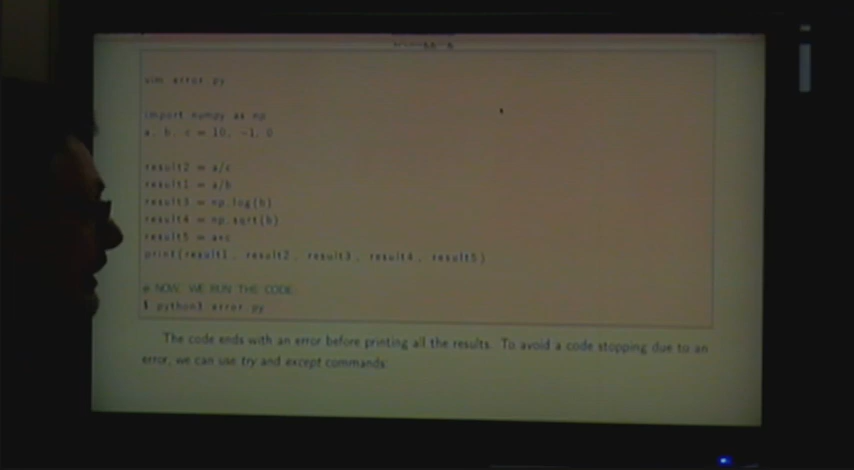 vim error.py
import numpy as np
a, b, c = 10, -1, 0
result2 = a/c
result1 = a/b
result3 = np.log(b)
result4 = np.sqrt(b)
result5 = a*c
print(result1, result2, result3, result4, result5)
# NOW, WE RUN THE CODE:
$ python3 error.py
The code ends with an error before printing all the results. To avoid a code stopping due to an
error, we can use try and except commands: